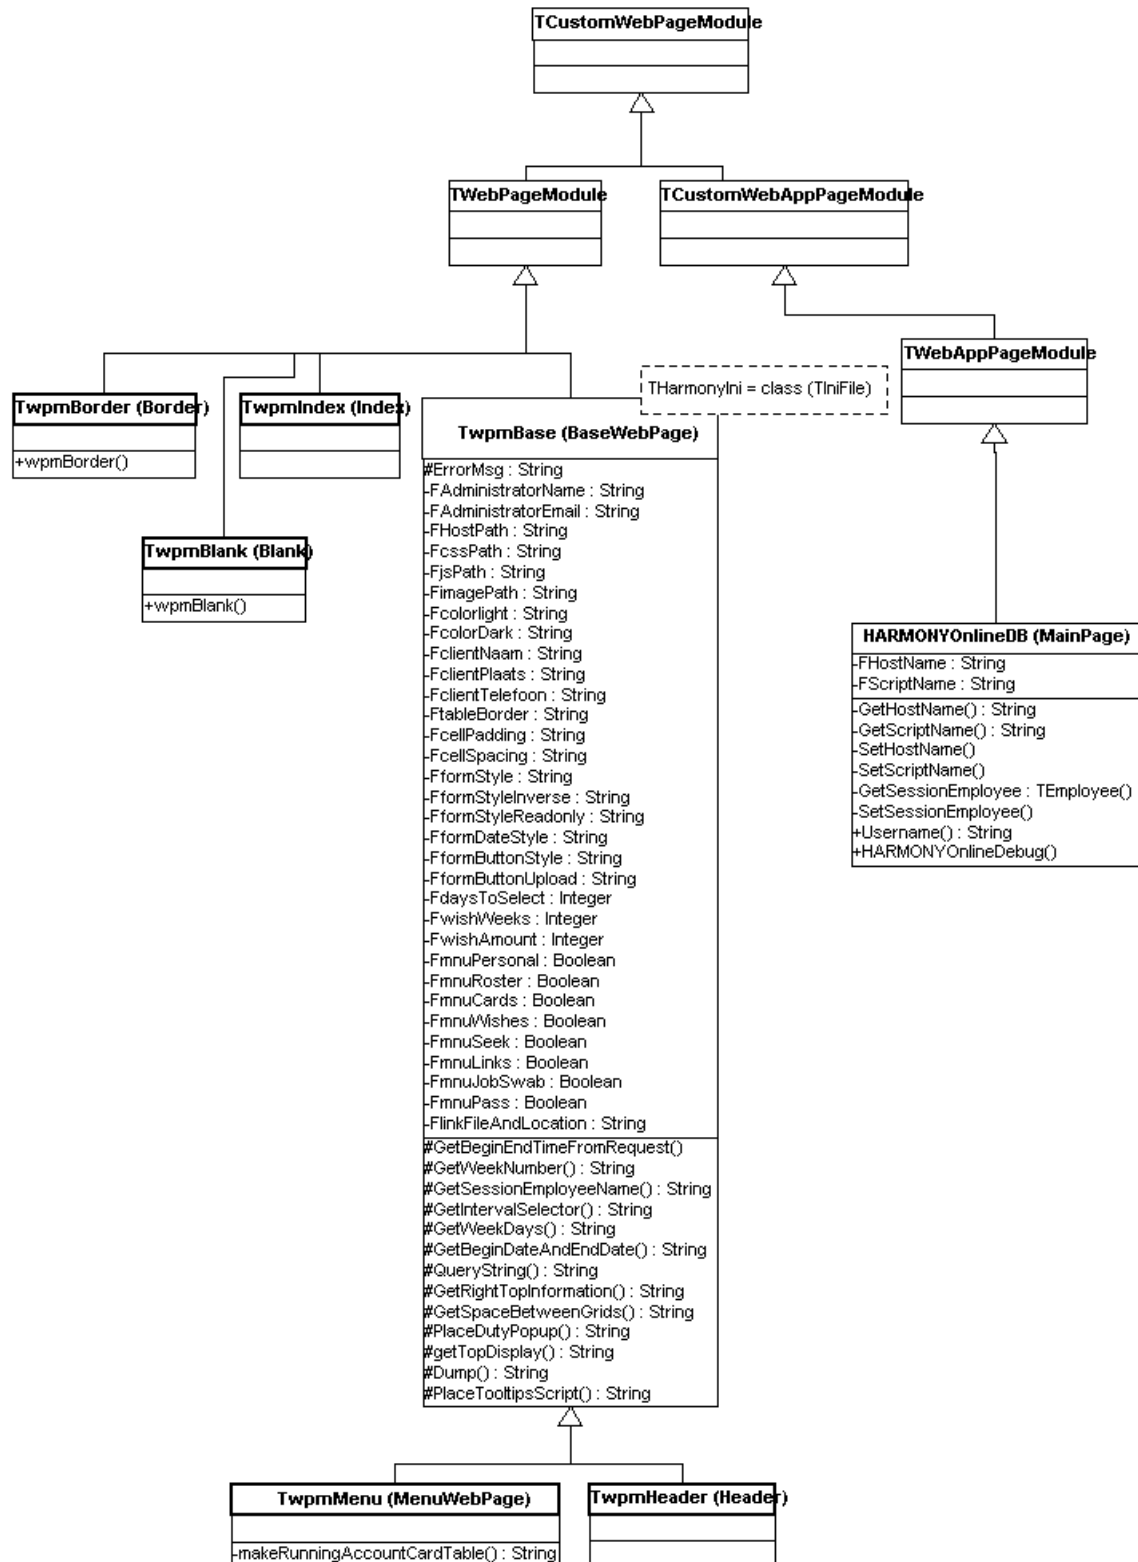 TCustomWebPageModule
TWebPageModule
TCustomWebAppPageModule
TWebAppPageModule
THarmonyIni = class (TIniFile)
TwpmBorder (Border)
+wpmBorder()
TwpmIndex (Index)
TwpmBlank (Blank)
+wpmBlank()
TwpmBase (BaseWebPage)
#ErrorMsg : String
-FAdministratorName : String
-FAdministratorEmail : String
-FHostPath : String
-FcssPath : String
-FjsPath : String
-FimagePath : String
-Fcolorlight : String
-FcolorDark : String
-FclientNaam : String
-FclientPlaats : String
-FclientTelefoon : String
-FtableBorder : String
-FcellPadding : String
-FcellSpacing : String
-FformStyle : String
-FformStyleInverse : String
-FformStyleReadonly : String
-FformDateStyle : String
-FformButtonStyle : String
-FformButtonUpload : String
-FdaysToSelect : Integer
-FwishWeeks : Integer
-FwishAmount : Integer
-FmnuPersonal : Boolean
-FmnuRoster : Boolean
-FmnuCards : Boolean
-FmnuWishes : Boolean
-FmnuSeek : Boolean
-FmnuLinks : Boolean
-FmnuJobSwab : Boolean
-FmnuPass : Boolean
-FlinkFileAndLocation : String
#GetBeginEndTimeFromRequest()
#GetWeekNumber() : String
#GetSessionEmployeeName() : String
#GetIntervalSelector() : String
#GetWeekDays() : String
#GetBeginDateAndEndDate() : String
#QueryString() : String
#GetRightTopInformation() : String
#GetSpaceBetweenGrids() : String
#PlaceDutyPopup() : String
#getTopDisplay() : String
#Dump() : String
#PlaceTooltipsScript() : String
HARMONYOnlineDB (MainPage)
-FHostName : String
-FScriptName : String
-GetHostName() : String
-GetScriptName() : String
-SetHostName()
-SetScriptName()
-GetSessionEmployee : TEmployee()
-SetSessionEmployee()
+Username() : String
+HARMONYOnlineDebug()
TwpmMenu (MenuWebPage)
-makeRunningAccountCardTable() : String
TwpmHeader (Header)